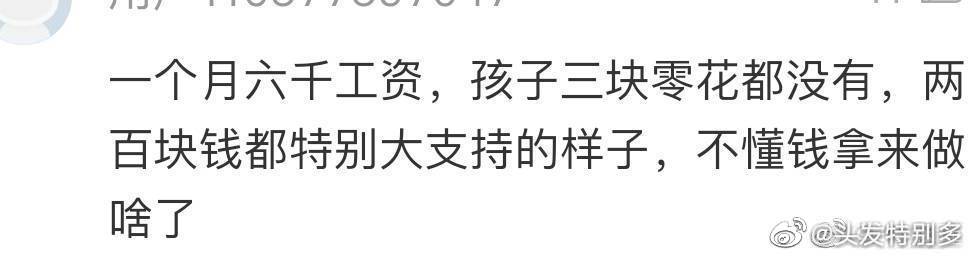 一个月六千工资，孩子三块零花都没有，两
百块钱都特别大支持的样子，不懂钱拿来做
啥了
@头发特别多